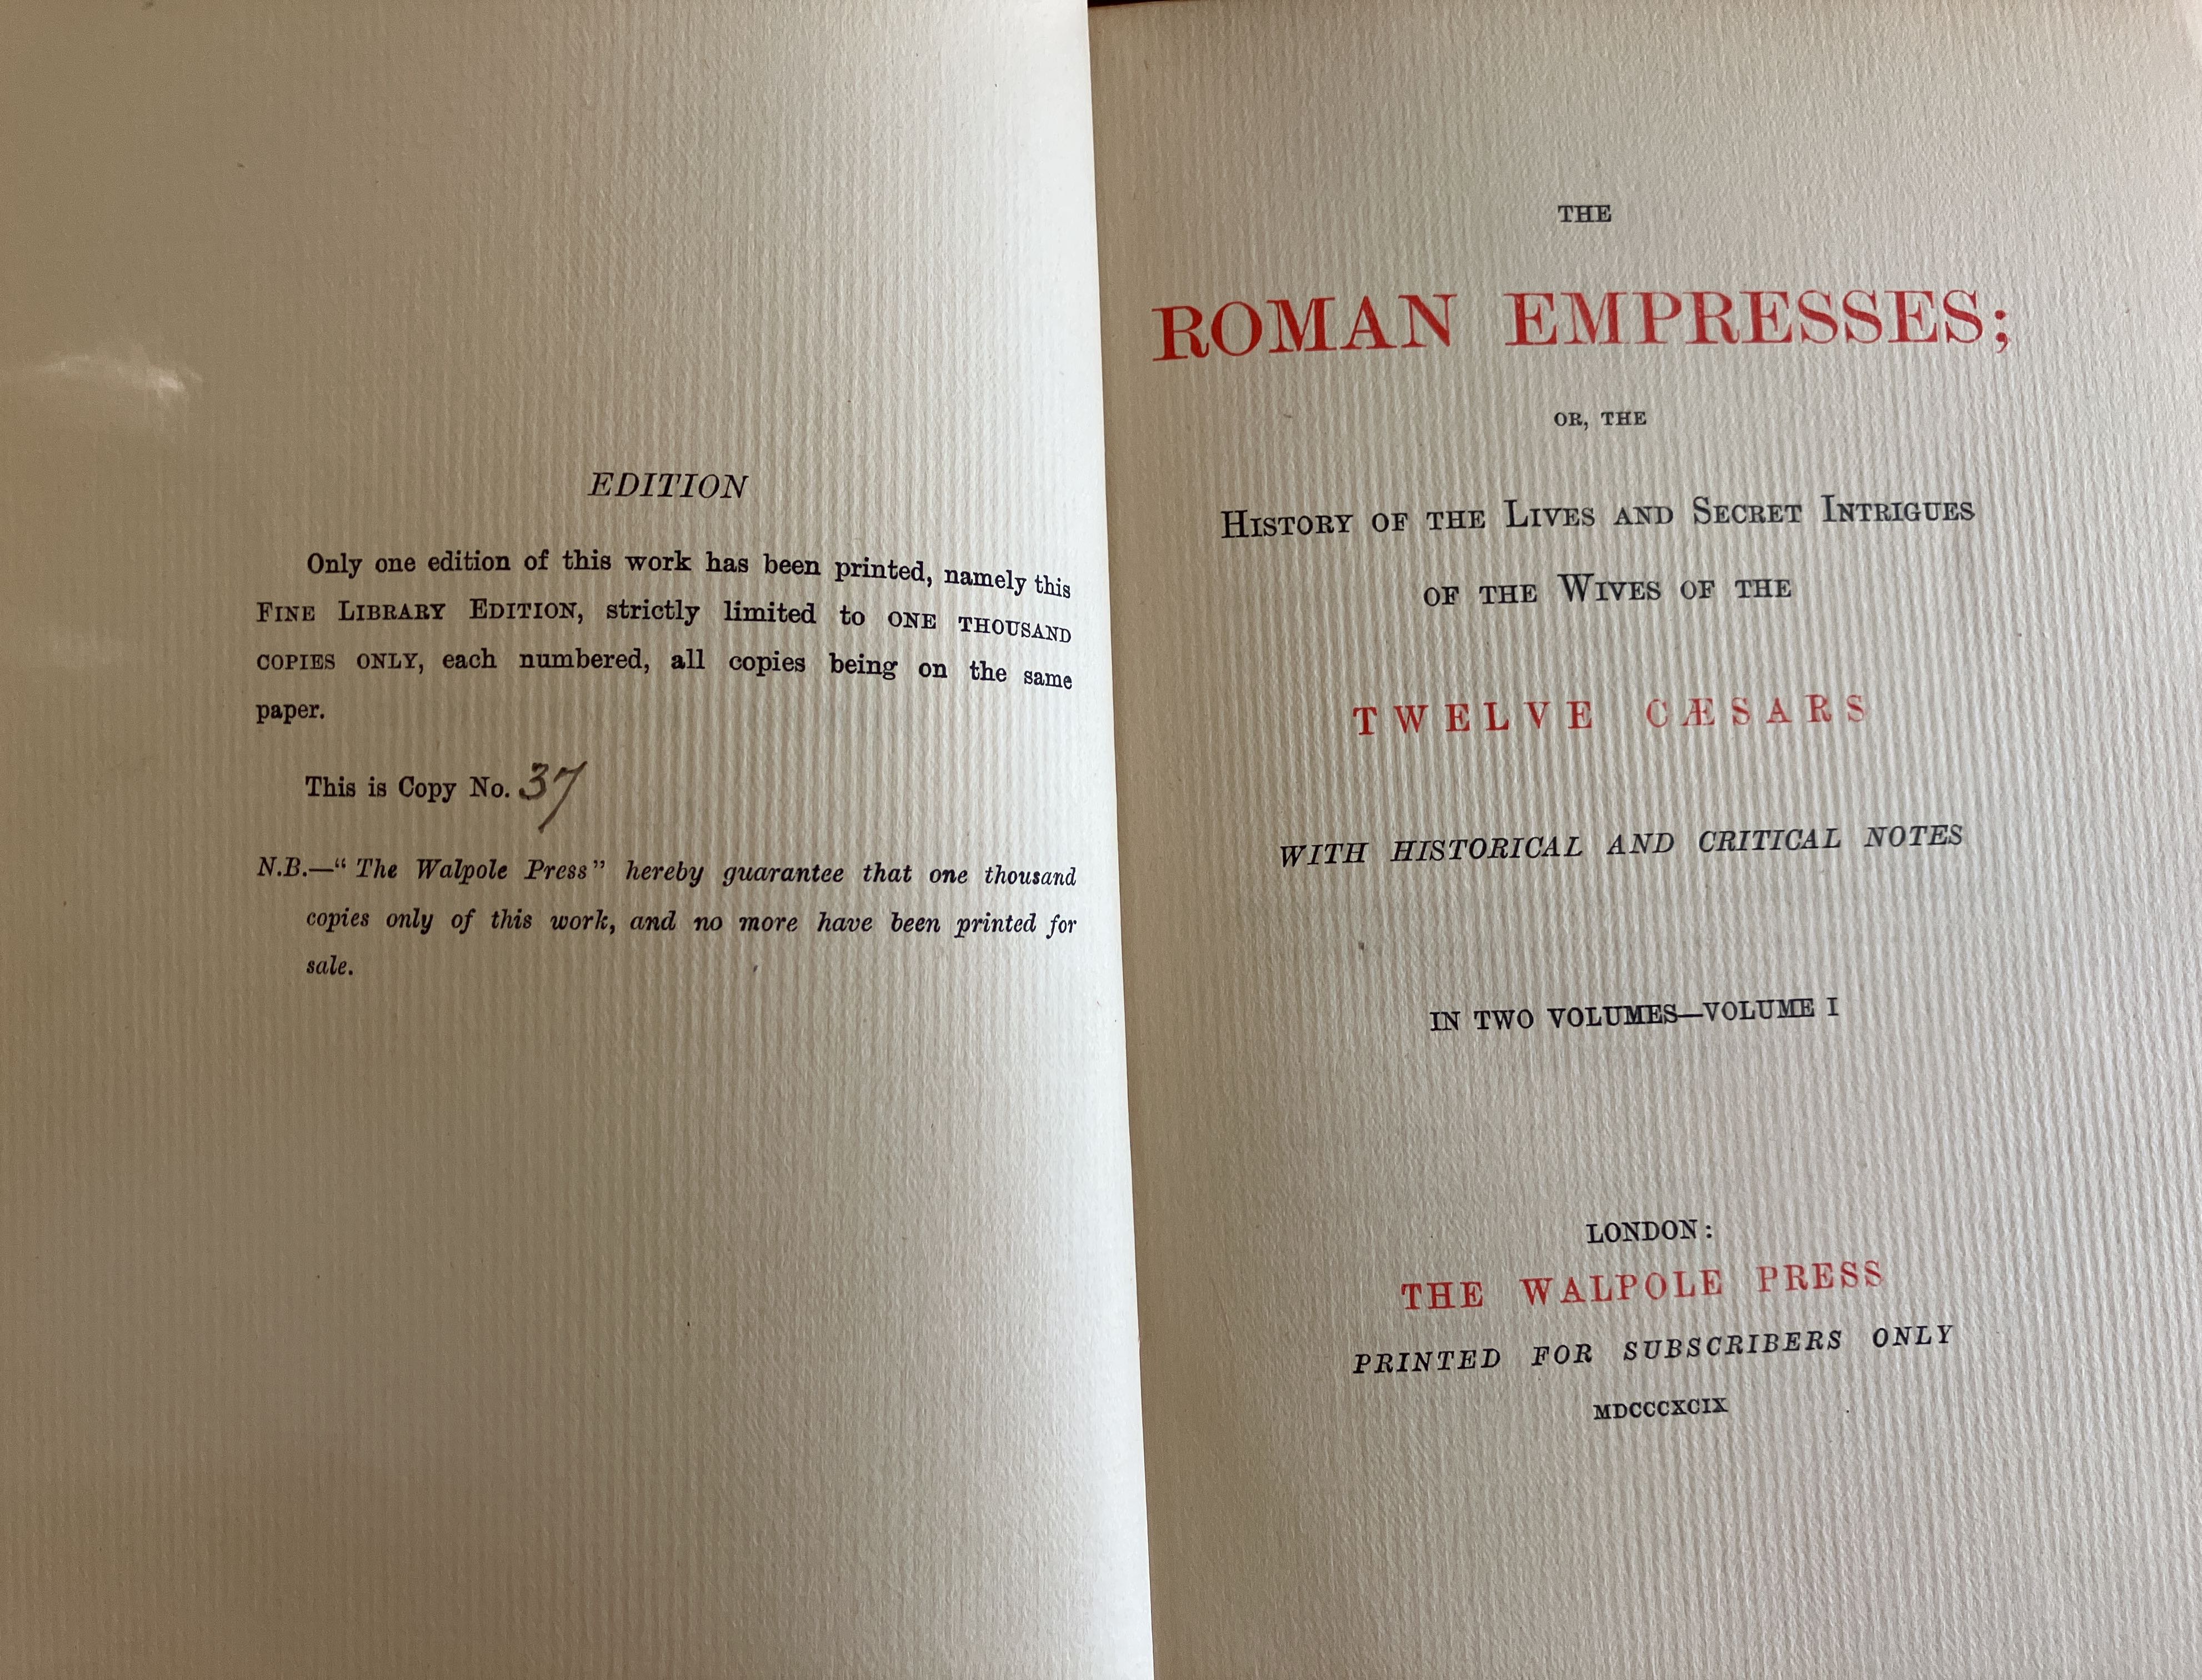 EDITION
Only one edition of this work has been printed, namely this
FINE LIBRARY EDITION, strictly limited to ONE THOUSAND
COPIES ONLY, each numbered, all copies being on the same
paper.
This is Copy No. 37
N.B.—“The Walpole Press” hereby guarantee that one thousand
copies only of this work, and no more have been printed for
sale.
THE
ROMAN EMPRESSES;
OR, THE
HISTORY OF THE LIVES AND SECRET INTRIGUES
OF THE WIVES OF THE
TWELVE CÆSARS
WITH HISTORICAL AND CRITICAL NOTES
IN TWO VOLUMES—VOLUME I
LONDON:
THE WALPOLE PRESS
PRINTED FOR SUBSCRIBERS ONLY
MDCCCXCIX